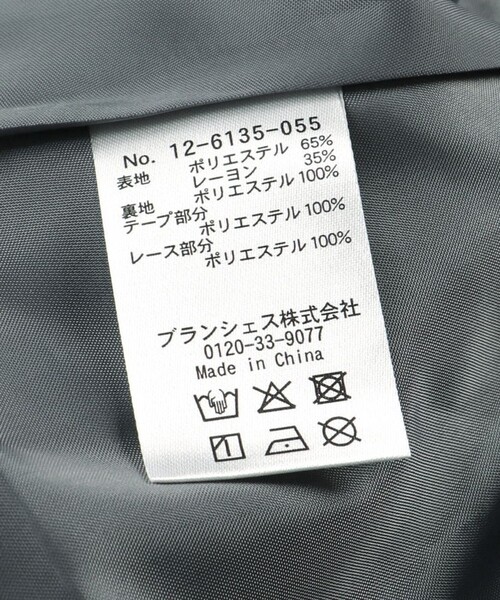 No. 12-6135-055
表地 ポリエステル 65%
レーヨン 35%
裏地 ポリエステル 100%
テープ部分
ポリエステル 100%
レース部分
ポリエステル 100%
ブランシェス株式会社
0120-33-9077
Made in China